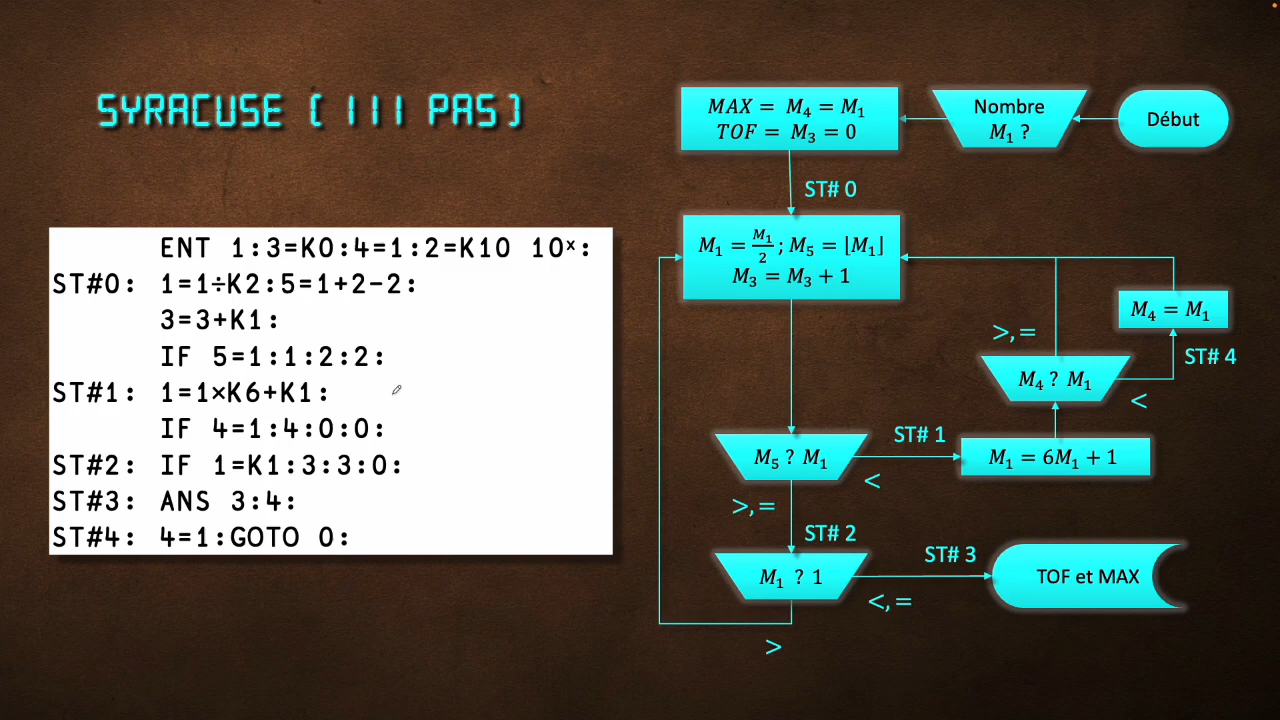 SYRACUSE ( 111 PAS )
ENT 1:3=K0:4=1:2=K10 10ˣ:
ST#0: 1=1÷K2:5=1+2-2:
3=3+K1:
IF 5=1:1:2:2:
ST#1: 1=1×K6+K1:
IF 4=1:4:0:0:
ST#2: IF 1=K1:3:3:0:
ST#3: ANS 3:4:
ST#4: 4=1:GOTO 0:
Début
Nombre
M₁ ?
MAX = M₄ = M₁
TOF = M₃ = 0
ST# 0
M₁ = M₁/2 ; M₅ = ⌊M₁⌋
M₃ = M₃ + 1
M₄ = M₁
>,=
ST# 4
M₄ ? M₁
<
ST# 1
M₅ ? M₁
M₁ = 6M₁ + 1
<
>,=
ST# 2
ST# 3
M₁ ? 1
TOF et MAX
<,=
>